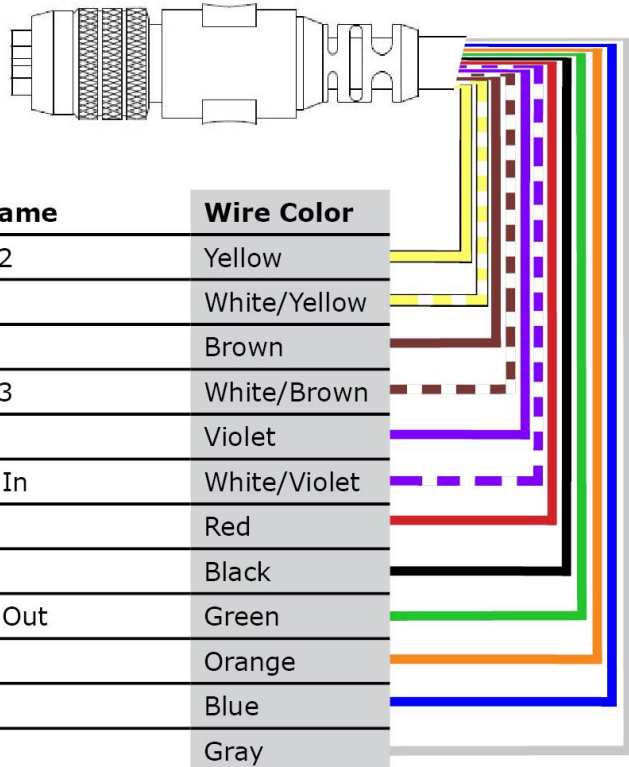 ame Wire Color
2 Yellow
White/Yellow
Brown
3 White/Brown
Violet
In White/Violet
Red
Black
Out Green
Orange
Blue
Gray